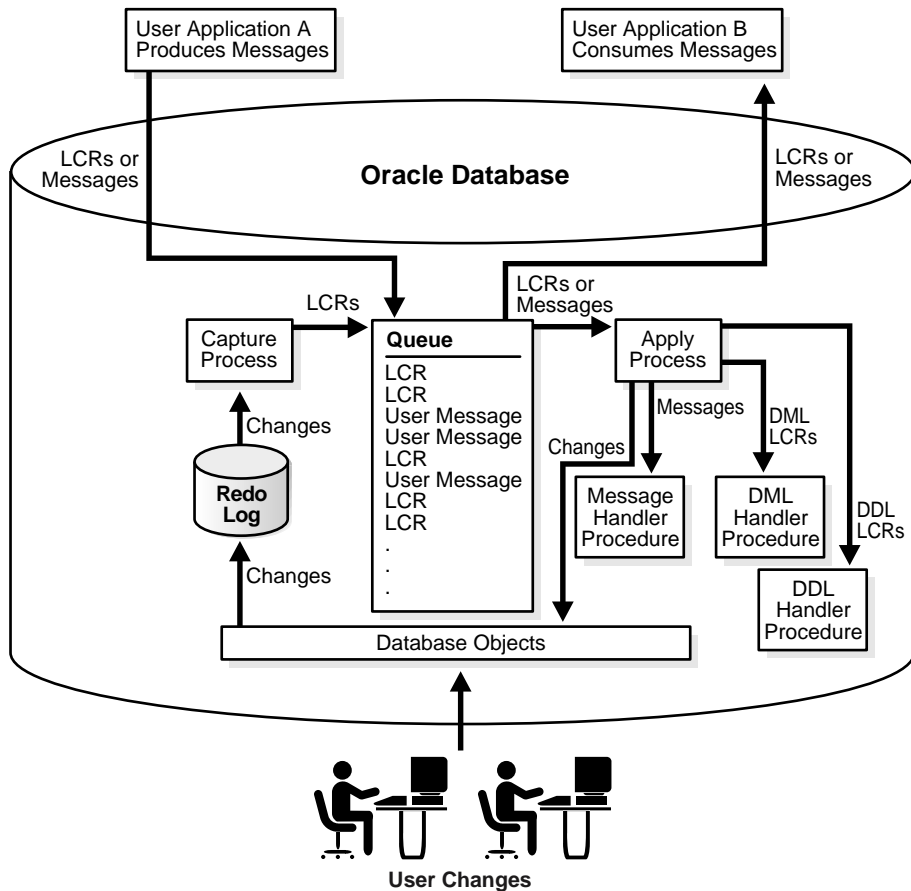 User Application A
Produces Messages
User Application B
Consumes Messages
LCRs or
Messages
Oracle Database
LCRs or
Messages
LCRs
LCRs or
Messages
Capture
Process
Queue
LCR
LCR
User Message
User Message
LCR
User Message
LCR
LCR
.
.
.
Apply
Process
Changes
Messages
DML
LCRs
Changes
Redo
Log
Message
Handler
Procedure
DML
Handler
Procedure
DDL
LCRs
Changes
DDL
Handler
Procedure
Database Objects
User Changes